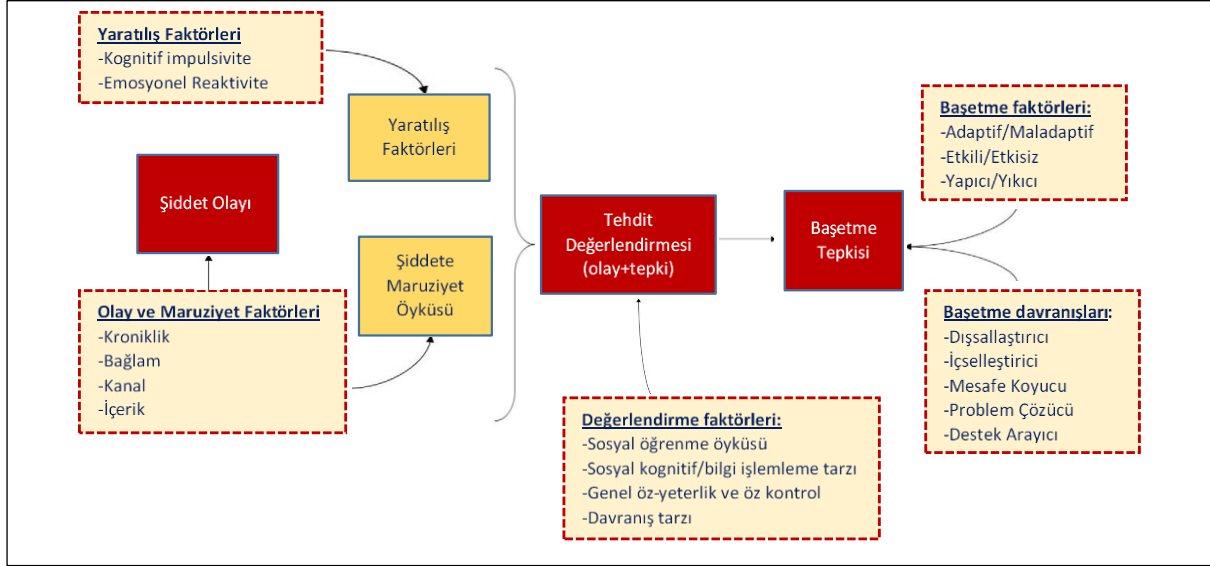 Yaratılış Faktörleri
-Kognitif impulsivite
-Emosyonel Reaktivite
Yaratılış
Faktörleri
Şiddet Olayı
Şiddete
Maruziyet
Öyküsü
Olay ve Maruziyet Faktörleri
-Kroniklik
-Bağlam
-Kanal
-İçerik
Tehdit
Değerlendirmesi
(olay+tepki)
Değerlendirme faktörleri:
-Sosyal öğrenme öyküsü
-Sosyal kognitif/bilgi işlemleme tarzı
-Genel öz-yeterlik ve öz kontrol
-Davranış tarzı
Başetme
Tepkisi
Başetme faktörleri:
-Adaptif/Maladaptif
-Etkili/Etkisiz
-Yapıcı/Yıkıcı
Başetme davranışları:
-Dışsallaştırıcı
-İçselleştirici
-Mesafe Koyucu
-Problem Çözücü
-Destek Arayıcı